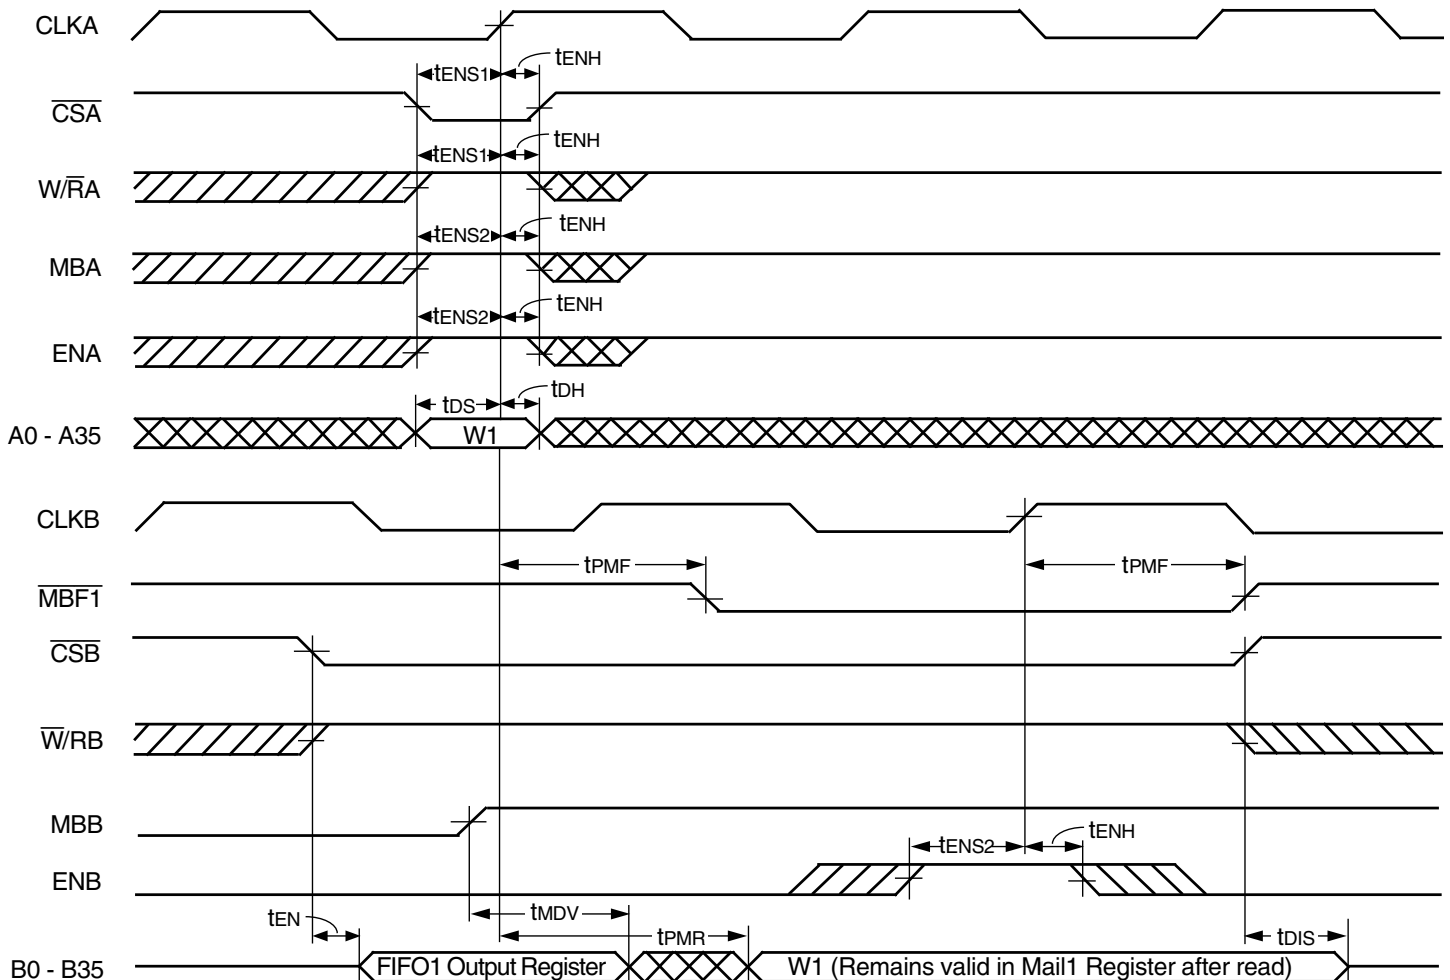 CLKA
tENS1 tENH
CSA
tENS1 tENH
W/RA
tENS2 tENH
MBA
tENS2 tENH
ENA
tDS tDH
A0 - A35 W1
CLKB
tPMF tPMF
MBF1
CSB
W/RB
MBB
tENS2 tENH
ENB
tEN tMDV
tPMR tDIS
B0 - B35 FIFO1 Output Register W1 (Remains valid in Mail1 Register after read)